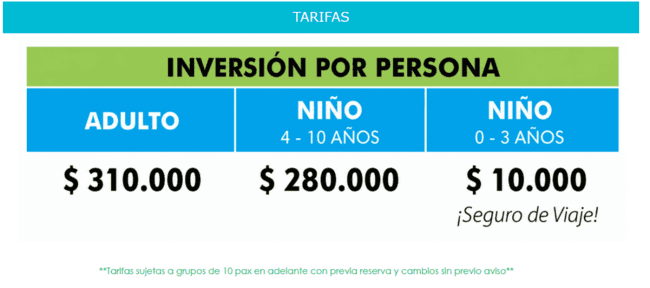 TARIFAS
INVERSIÓN POR PERSONA
ADULTO
NIÑO
4 - 10 AÑOS
NIÑO
0 - 3 AÑOS
$ 310.000
$ 280.000
$ 10.000
¡Seguro de Viaje!
**Tarifas sujetas a grupos de 10 pax en adelante con previa reserva y cambios sin previo aviso**